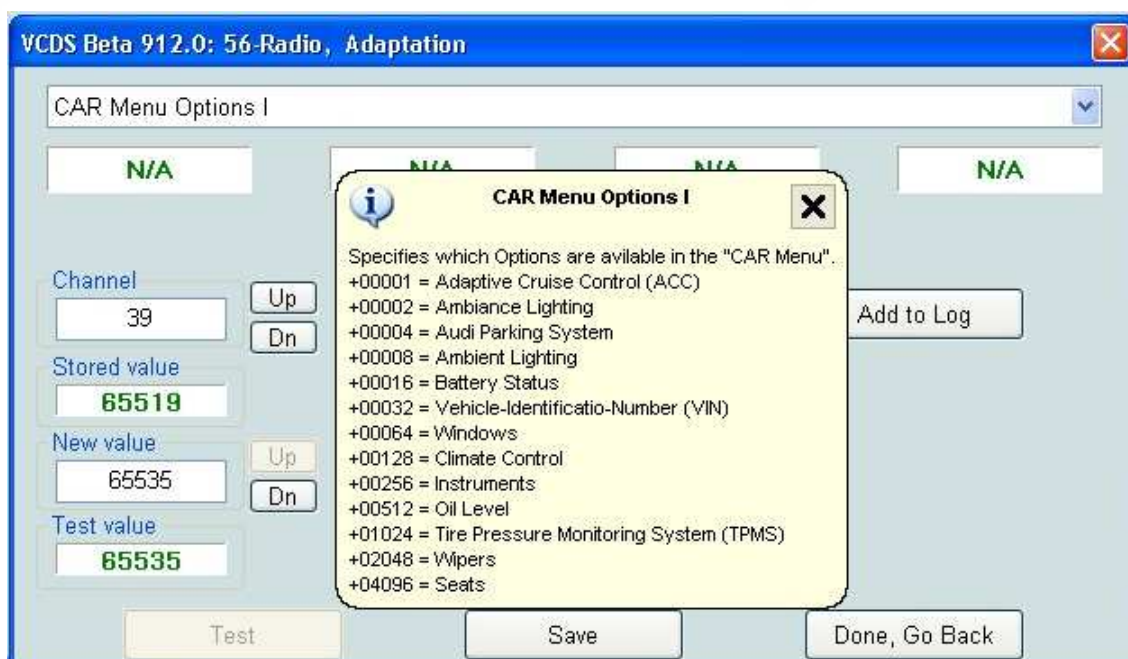 VCDS Beta 912.0: 56-Radio, Adaptation
CAR Menu Options I
N/A N/A N/A N/A
CAR Menu Options I
Specifies which Options are avilable in the "CAR Menu".
+00001 = Adaptive Cruise Control (ACC)
+00002 = Ambiance Lighting
+00004 = Audi Parking System
+00008 = Ambient Lighting
+00016 = Battery Status
+00032 = Vehicle-Identificatio-Number (VIN)
+00064 = Windows
+00128 = Climate Control
+00256 = Instruments
+00512 = Oil Level
+01024 = Tire Pressure Monitoring System (TPMS)
+02048 = Wipers
+04096 = Seats
Channel
39
Up
Dn
Stored value
65519
New value
65535
Up
Dn
Test value
65535
Add to Log
Test
Save
Done, Go Back